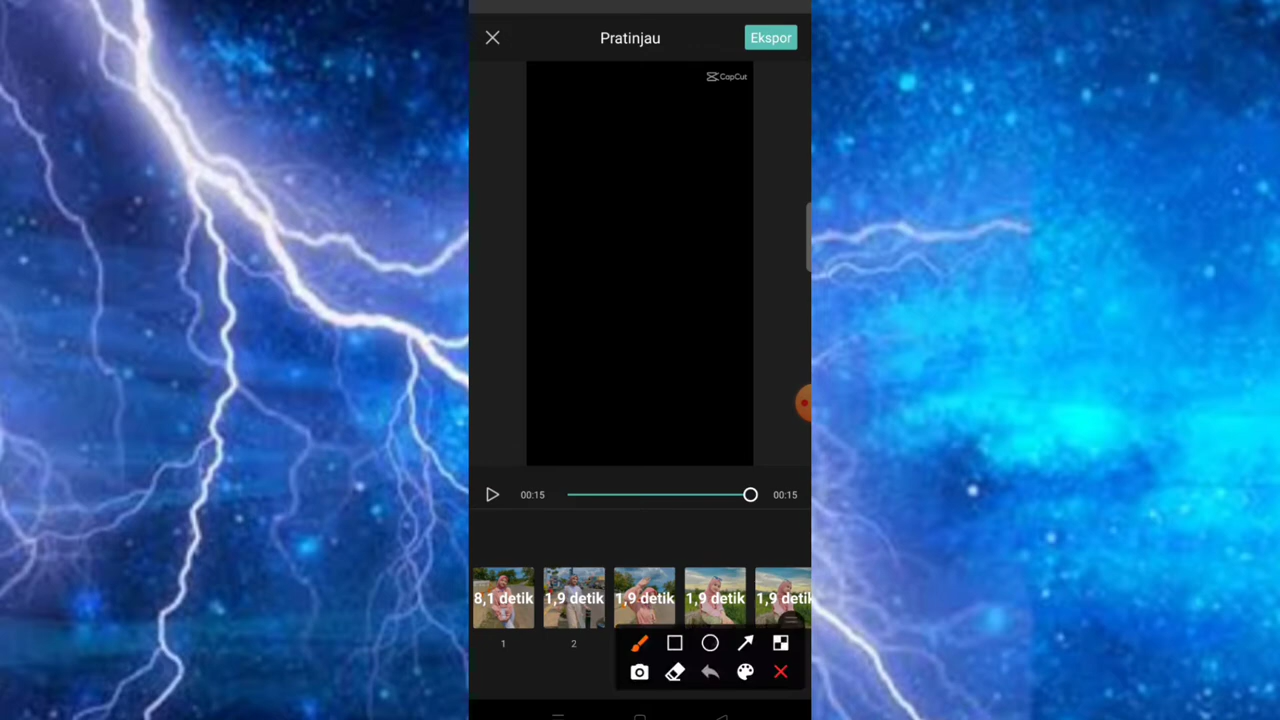 Pratinjau
Ekspor
CapCut
00:15
00:15
8,1 detik
1,9 detik
1,9 detik
1,9 detik
1,9 detik
1
2